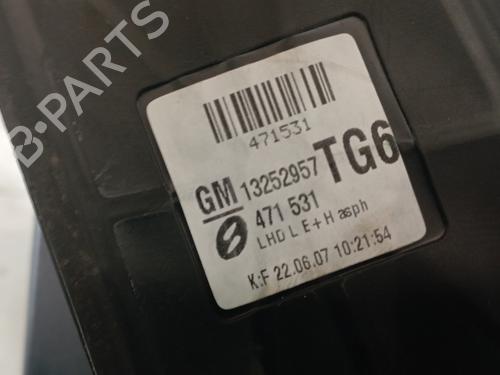 B-PARTS
471531
GM 13252957 TG6
471 531
LHD L E+H asph
K:F 22.06.07 10:21:54